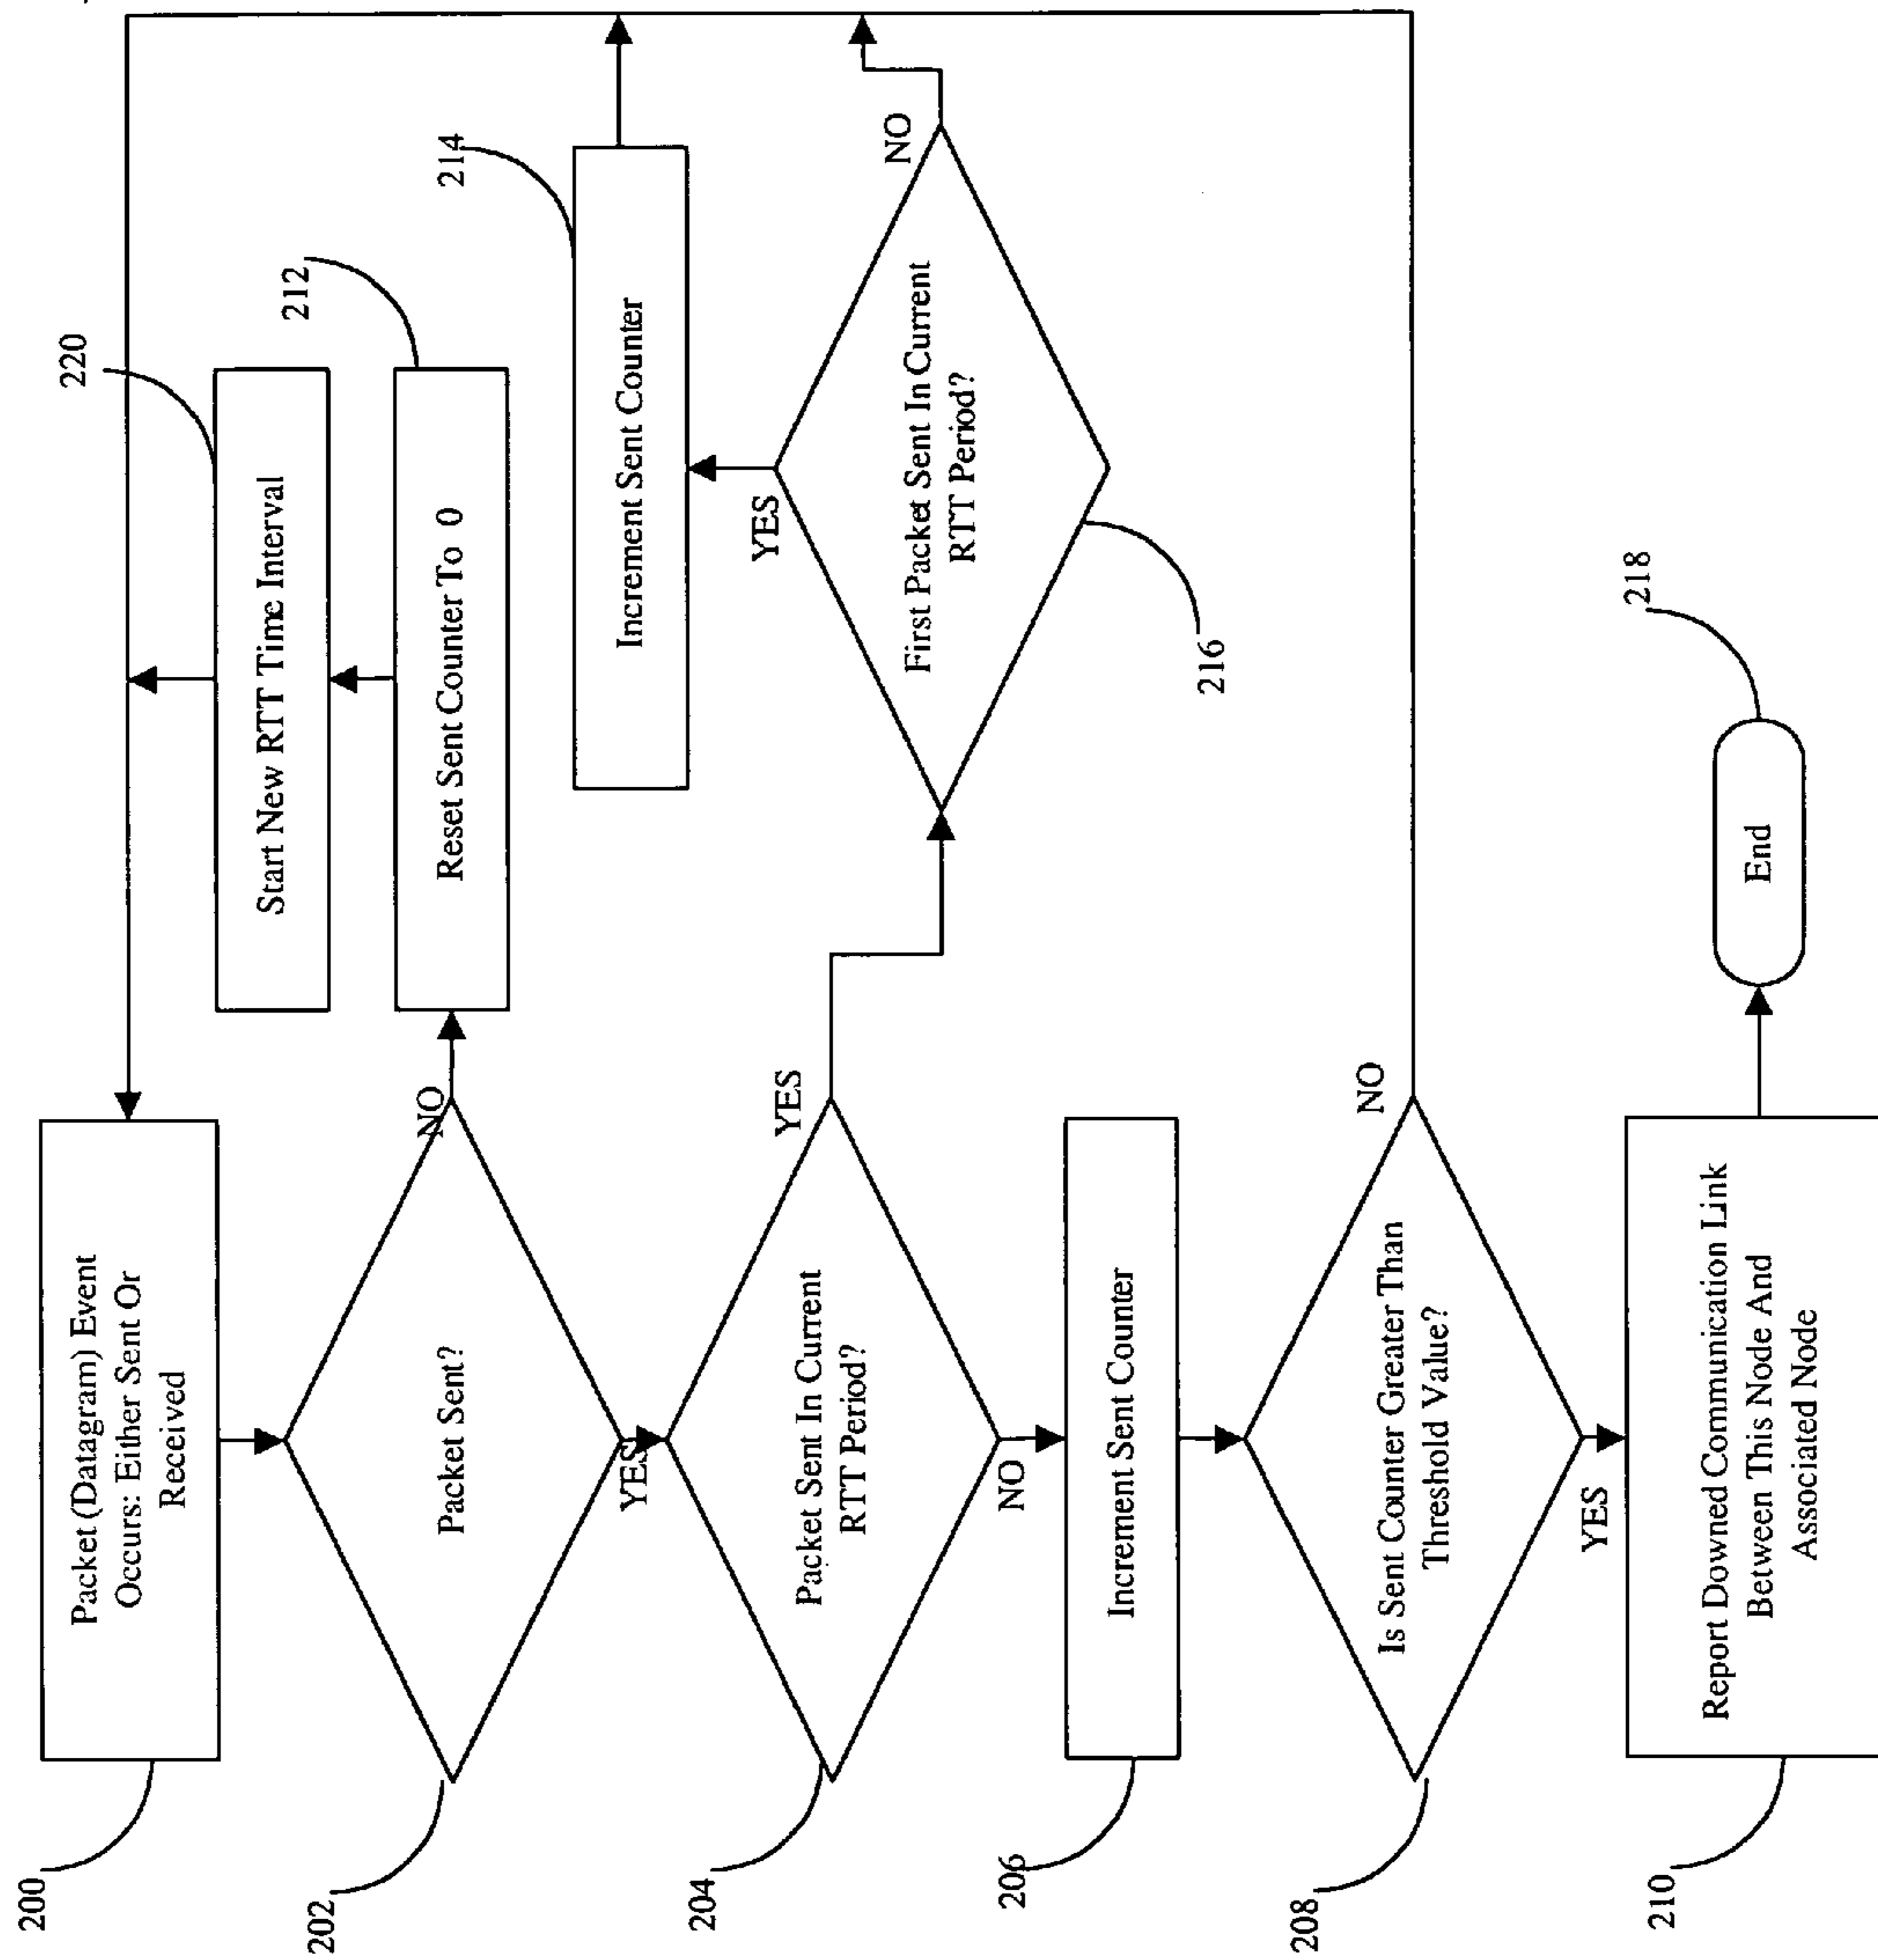 200
Packet (Datagram) Event
Occurs: Either Sent Or
Received
202
Packet Sent?
NO
YES
212
Reset Sent Counter To 0
220
Start New RTT Time Interval
204
Packet Sent In Current
RTT Period?
YES
NO
216
First Packet Sent In Current
RTT Period?
YES
NO
214
Increment Sent Counter
206
Increment Sent Counter
208
Is Sent Counter Greater Than
Threshold Value?
NO
YES
210
Report Downed Communication Link
Between This Node And
Associated Node
218
End